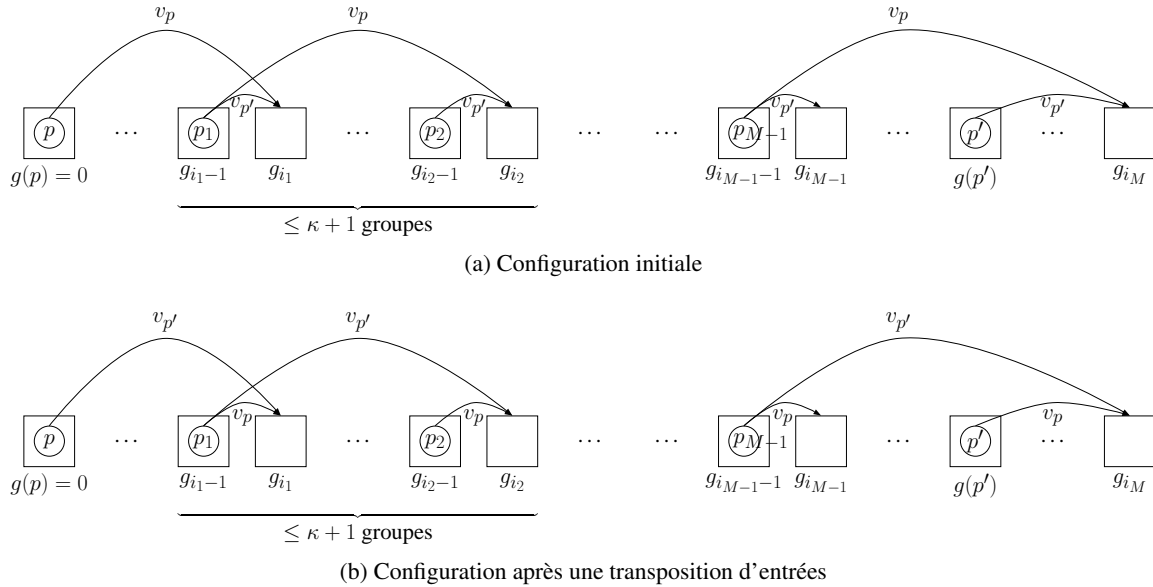 v_p v_p v_p
p ... p_1 v_{p'} ... p_2 v_{p'} ... ... p_{M-1} v_{p'} ... p' v_{p'} ...
g(p) = 0 g_{i_1-1} g_{i_1} g_{i_2-1} g_{i_2} g_{i_{M-1}-1} g_{i_{M-1}} g(p') g_{i_M}
≤ κ + 1 groupes
(a) Configuration initiale
v_{p'} v_{p'} v_{p'}
p ... p_1 v_p ... p_2 v_p ... ... p_{M-1} v_p ... p' v_p ...
g(p) = 0 g_{i_1-1} g_{i_1} g_{i_2-1} g_{i_2} g_{i_{M-1}-1} g_{i_{M-1}} g(p') g_{i_M}
≤ κ + 1 groupes
(b) Configuration après une transposition d'entrées